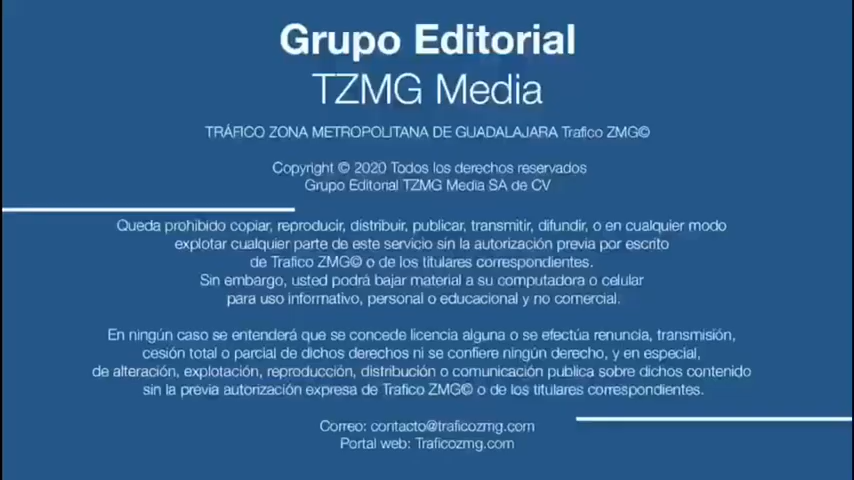 Grupo Editorial
TZMG Media
TRÁFICO ZONA METROPOLITANA DE GUADALAJARA Trafico ZMG©
Copyright © 2020 Todos los derechos reservados
Grupo Editorial TZMG Media SA de CV
Queda prohibido copiar, reproducir, distribuir, publicar, transmitir, difundir, o en cualquier modo
explotar cualquier parte de este servicio sin la autorización previa por escrito
de Trafico ZMG© o de los titulares correspondientes.
Sin embargo, usted podrá bajar material a su computadora o celular
para uso informativo, personal o educacional y no comercial.
En ningún caso se entenderá que se concede licencia alguna o se efectúa renuncia, transmisión,
cesión total o parcial de dichos derechos ni se confiere ningún derecho, y en especial,
de alteración, explotación, reproducción, distribución o comunicación publica sobre dichos contenido
sin la previa autorización expresa de Trafico ZMG© o de los titulares correspondientes.
Correo: contacto@traficozmg.com
Portal web: Traficozmg.com